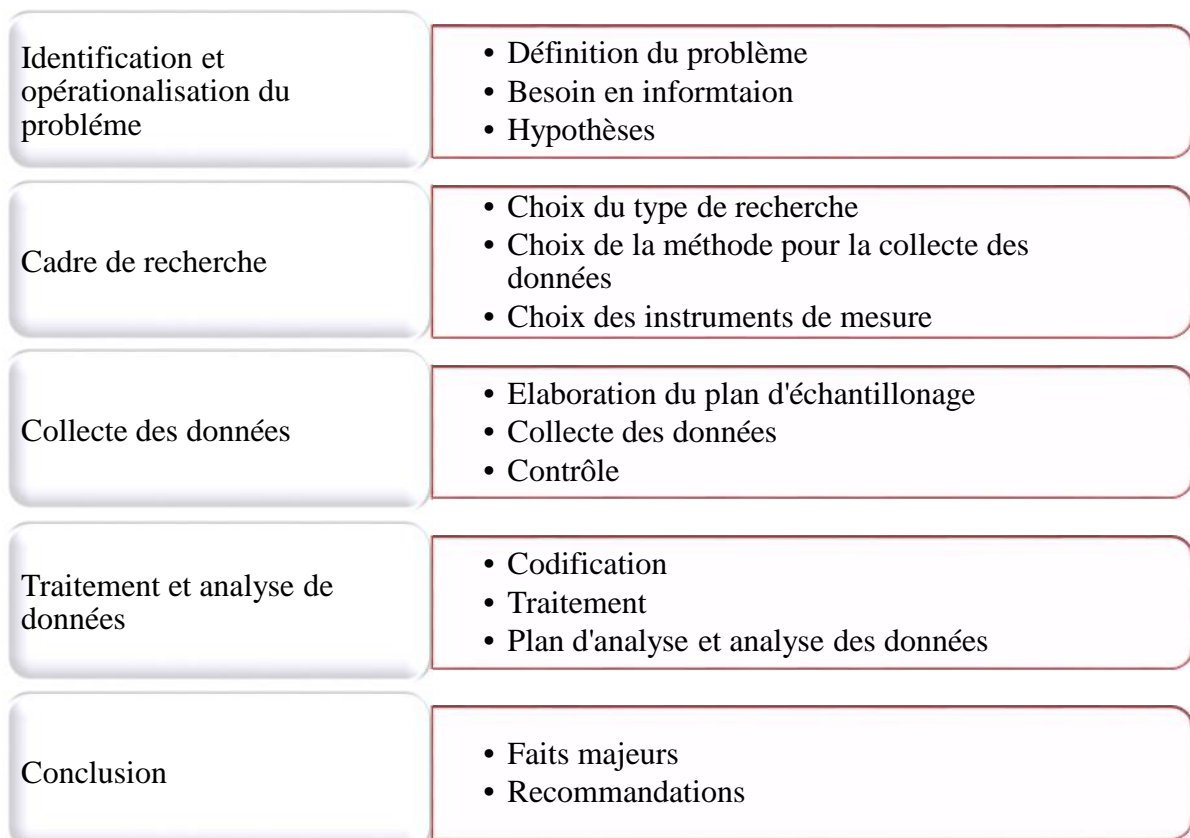 Identification et
opérationalisation du
probléme
• Définition du problème
• Besoin en informtaion
• Hypothèses
Cadre de recherche
• Choix du type de recherche
• Choix de la méthode pour la collecte des
données
• Choix des instruments de mesure
Collecte des données
• Elaboration du plan d'échantillonage
• Collecte des données
• Contrôle
Traitement et analyse de
données
• Codification
• Traitement
• Plan d'analyse et analyse des données
Conclusion
• Faits majeurs
• Recommandations